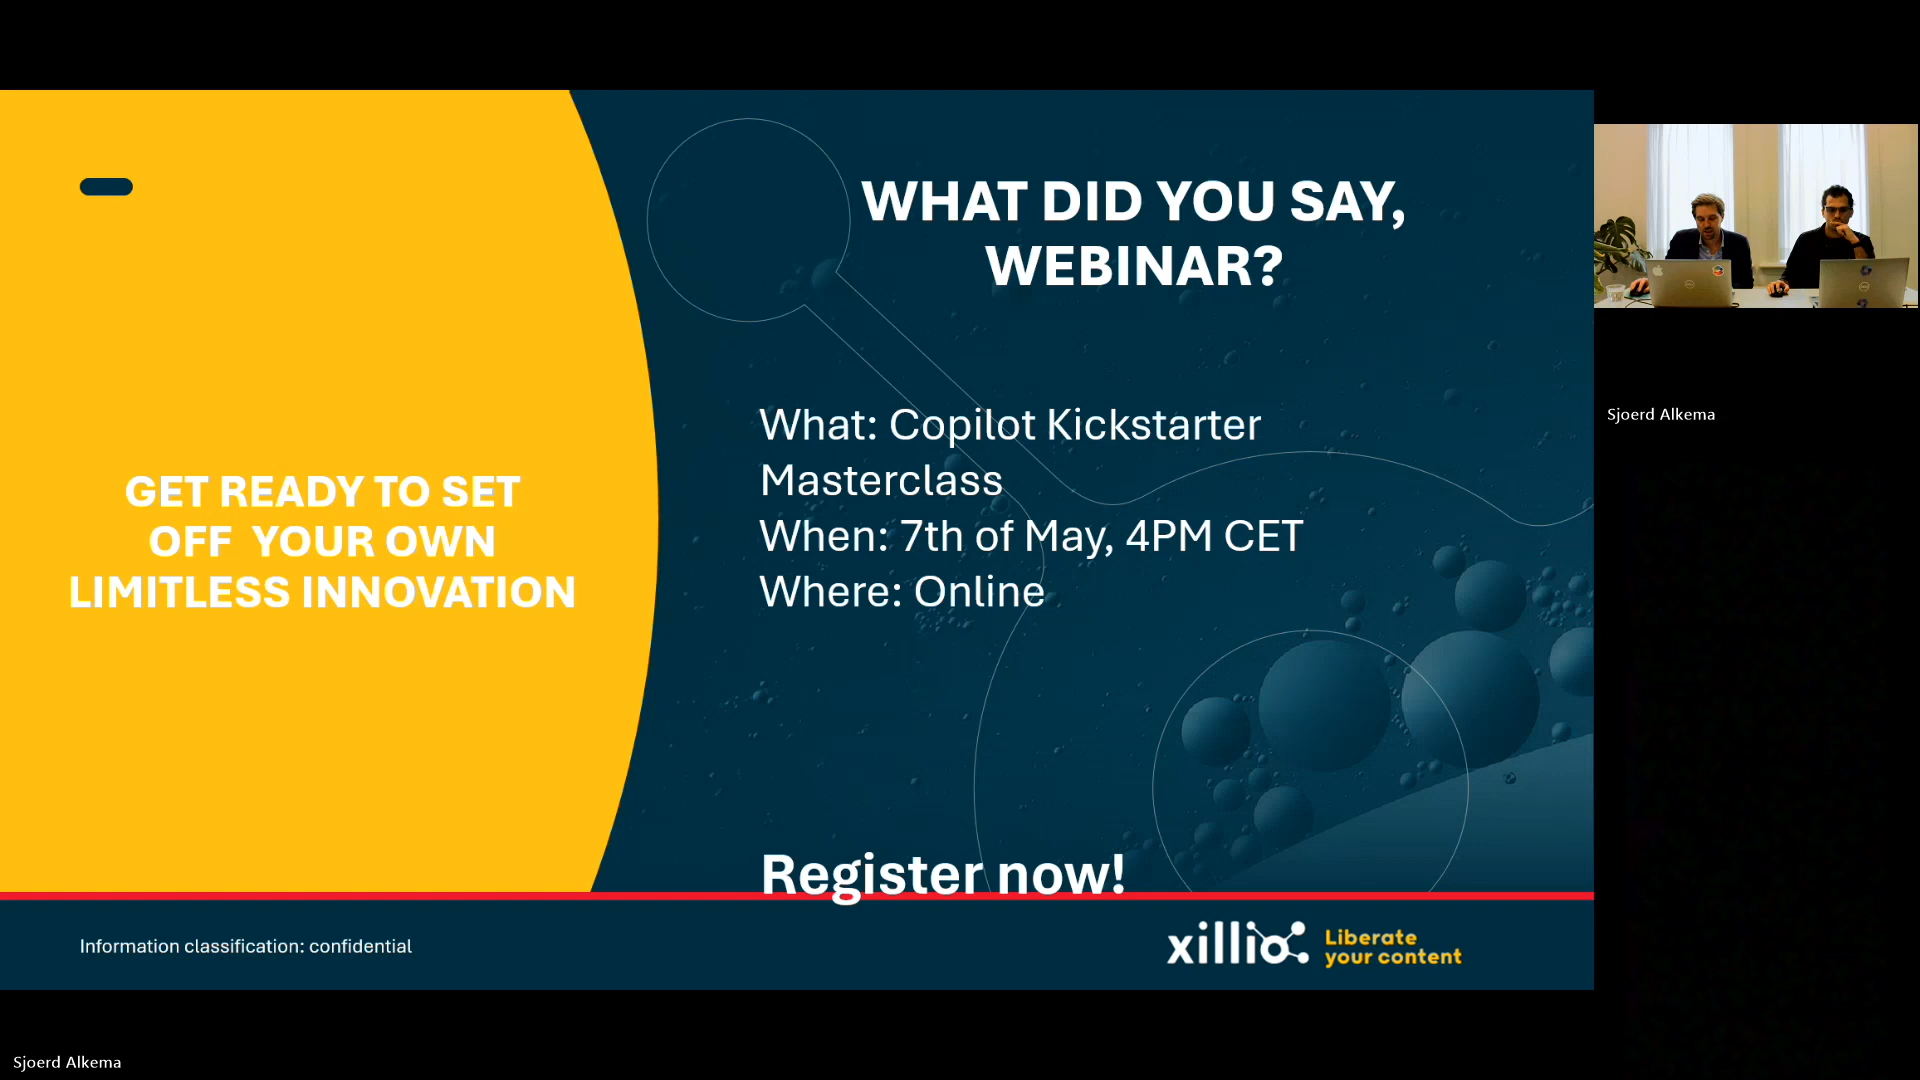 WHAT DID YOU SAY,
WEBINAR?
GET READY TO SET
OFF  YOUR OWN
LIMITLESS INNOVATION
What: Copilot Kickstarter
Masterclass
When: 7th of May, 4PM CET
Where: Online
Register now!
Information classification: confidential
xillio
Liberate
your content
Sjoerd Alkema
Sjoerd Alkema